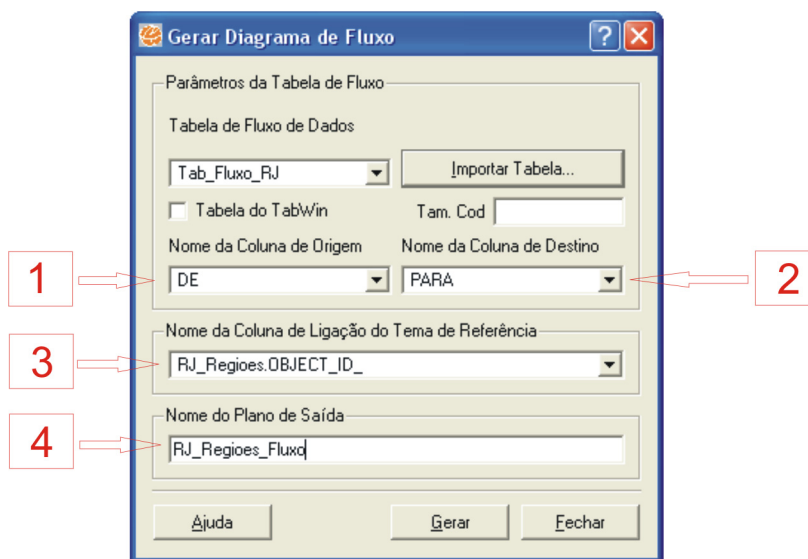 Gerar Diagrama de Fluxo
Parâmetros da Tabela de Fluxo
Tabela de Fluxo de Dados
Tab_Fluxo_RJ
Importar Tabela...
Tabela do TabWin
Tam. Cod
Nome da Coluna de Origem
Nome da Coluna de Destino
1
DE
PARA
2
Nome da Coluna de Ligação do Tema de Referência
3
RJ_Regioes.OBJECT_ID_
Nome do Plano de Saída
4
RJ_Regioes_Fluxo
Ajuda
Gerar
Fechar